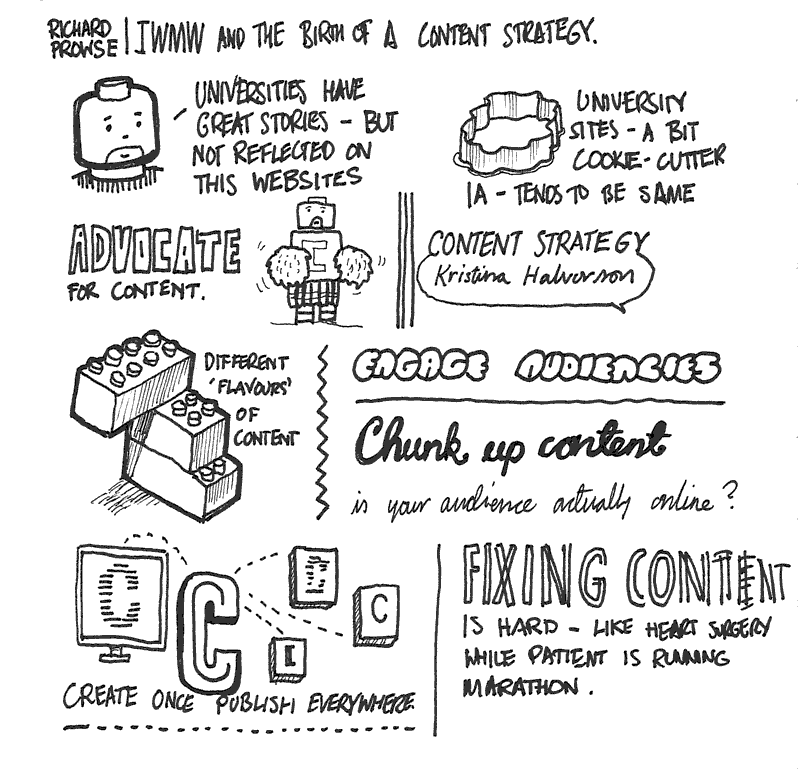 RICHARD PROWSE | IWMW AND THE BIRTH OF A CONTENT STRATEGY.
UNIVERSITIES HAVE
GREAT STORIES - BUT
NOT REFLECTED ON
THIS WEBSITES
UNIVERSITY
SITES - A BIT
COOKIE-CUTTER
IA - TENDS TO BE SAME
ADVOCATE
FOR CONTENT.
C
CONTENT STRATEGY
Kristina Halvorson
DIFFERENT
'FLAVOURS'
OF
CONTENT
ENGAGE AUDIENCIES
Chunk up content
is your audience actually online?
C
C
C
C
CREATE ONCE PUBLISH EVERYWHERE.
FIXING CONTENT
IS HARD - LIKE HEART SURGERY
WHILE PATIENT IS RUNNING
MARATHON.